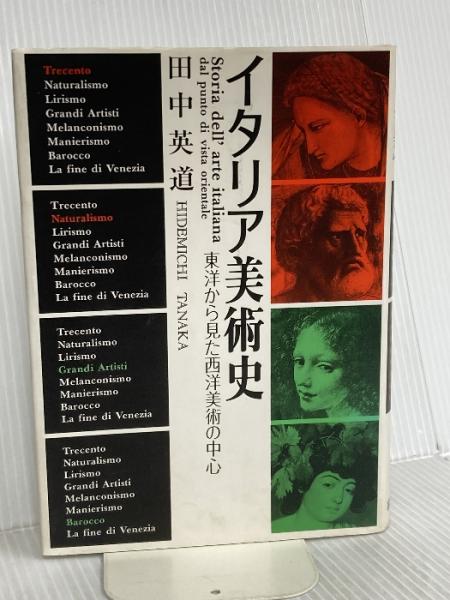 イタリア美術史
東洋から見た西洋美術の中心
Storia dell' arte italiana
dal punto di vista orientale
田中英道
HIDEMICHI TANAKA
Trecento
Naturalismo
Lirismo
Grandi Artisti
Melanconismo
Manierismo
Barocco
La fine di Venezia
Trecento
Naturalismo
Lirismo
Grandi Artisti
Melanconismo
Manierismo
Barocco
La fine di Venezia
Trecento
Naturalismo
Lirismo
Grandi Artisti
Melanconismo
Manierismo
Barocco
La fine di Venezia
Trecento
Naturalismo
Lirismo
Grandi Artisti
Melanconismo
Manierismo
Barocco
La fine di Venezia